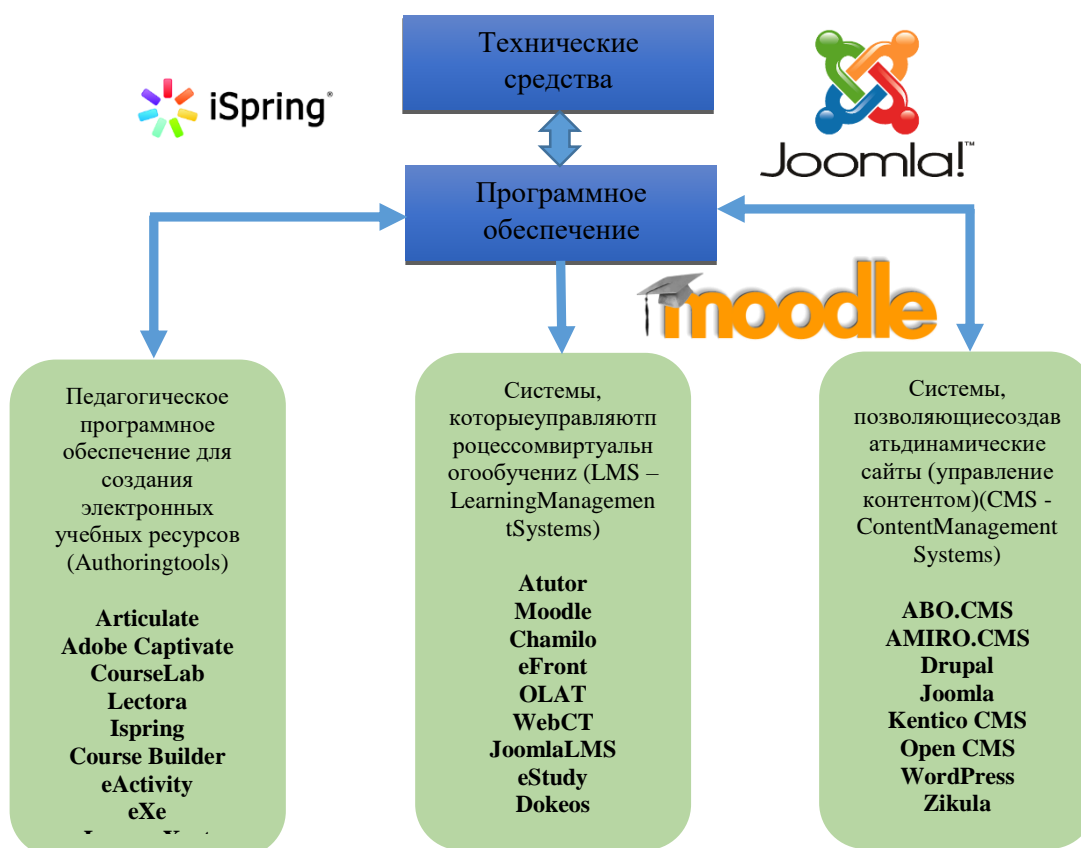 Технические
средства
iSpring®
Joomla!™
Программное
обеспечение
moodle
Педагогическое
программное
обеспечение для
создания
электронных
учебных ресурсов
(Authoringtools)
Articulate
Adobe Captivate
CourseLab
Lectora
Ispring
Course Builder
eActivity
eXe
Системы,
которыеуправляютп
роцессомвиртуальн
огообучениz (LMS –
LearningManagemen
tSystems)
Atutor
Moodle
Chamilo
eFront
OLAT
WebCT
JoomlaLMS
eStudy
Dokeos
Системы,
позволяющиесоздав
атьдинамические
сайты (управление
контентом)(CMS -
ContentManagement
Systems)
ABO.CMS
AMIRO.CMS
Drupal
Joomla
Kentico CMS
Open CMS
WordPress
Zikula